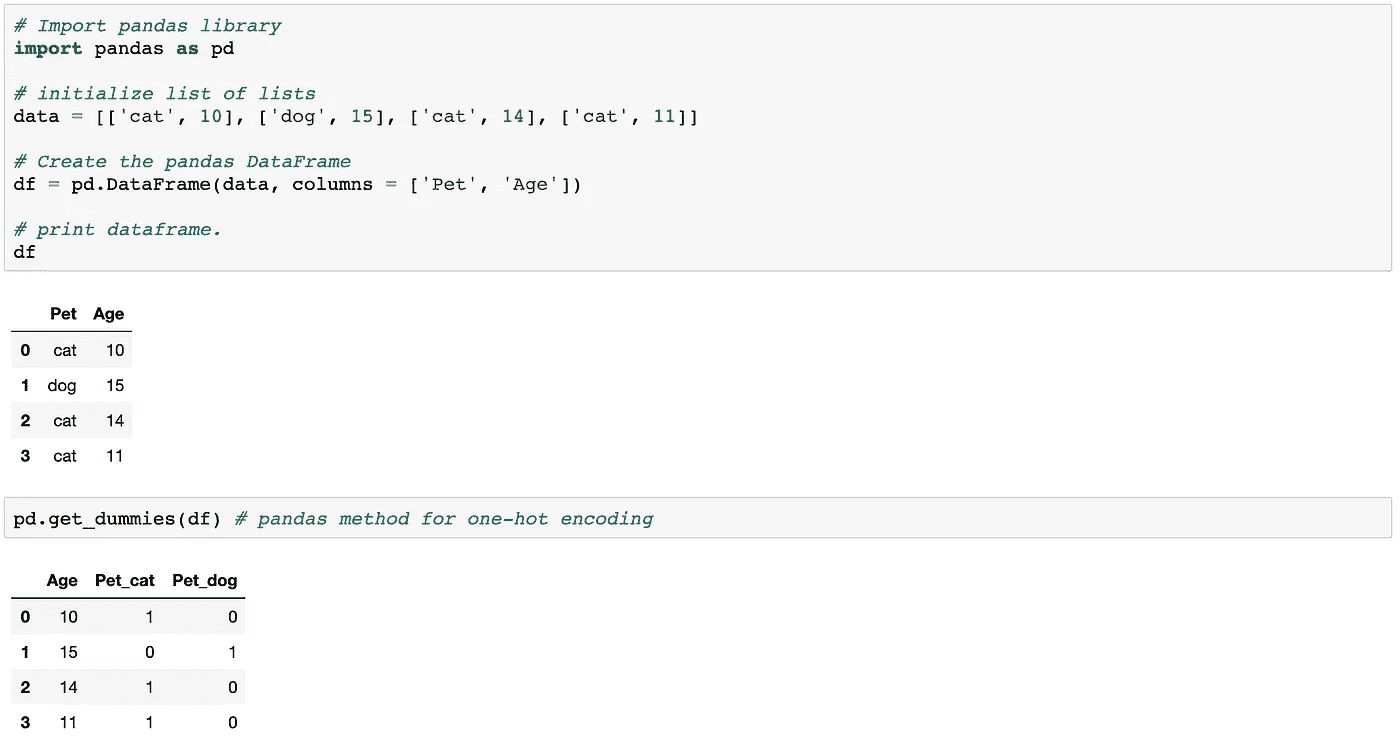 # Import pandas library
import pandas as pd
# initialize list of lists
data = [['cat', 10], ['dog', 15], ['cat', 14], ['cat', 11]]
# Create the pandas DataFrame
df = pd.DataFrame(data, columns = ['Pet', 'Age'])
# print dataframe.
df
Pet Age
0 cat 10
1 dog 15
2 cat 14
3 cat 11
pd.get_dummies(df) # pandas method for one-hot encoding
Age Pet_cat Pet_dog
0 10 1 0
1 15 0 1
2 14 1 0
3 11 1 0